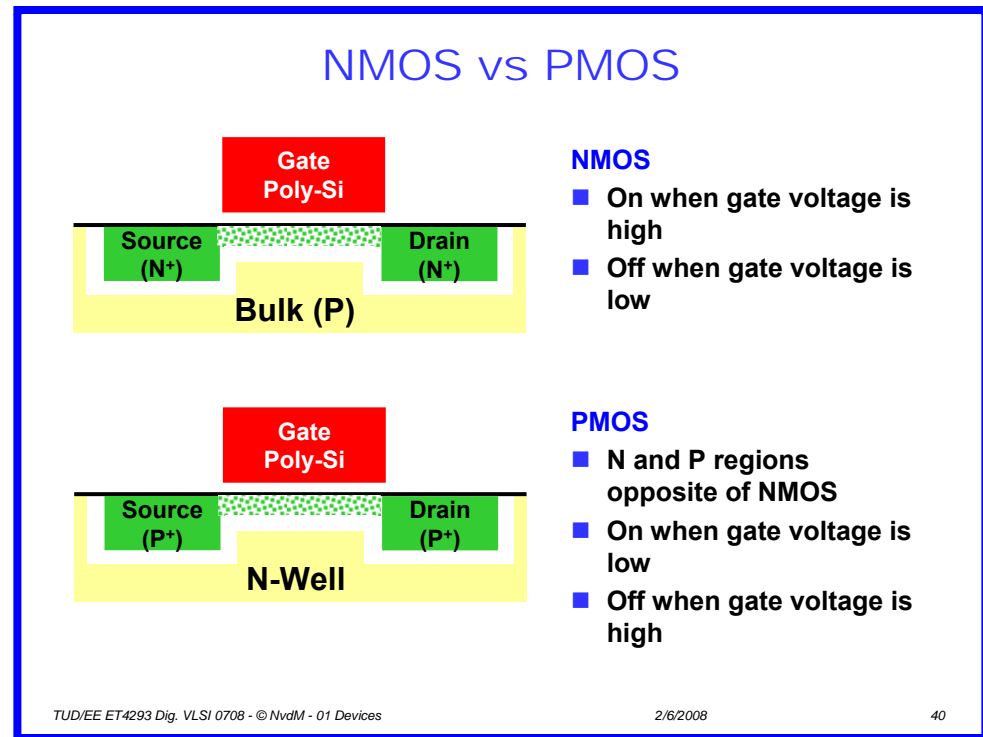 NMOS vs PMOS
Gate
Poly-Si
Source
(N+)
Drain
(N+)
Bulk (P)
NMOS
On when gate voltage is
high
Off when gate voltage is
low
Gate
Poly-Si
Source
(P+)
Drain
(P+)
N-Well
PMOS
N and P regions
opposite of NMOS
On when gate voltage is
low
Off when gate voltage is
high
TUD/EE ET4293 Dig. VLSI 0708 - © NvdM - 01 Devices 2/6/2008 40